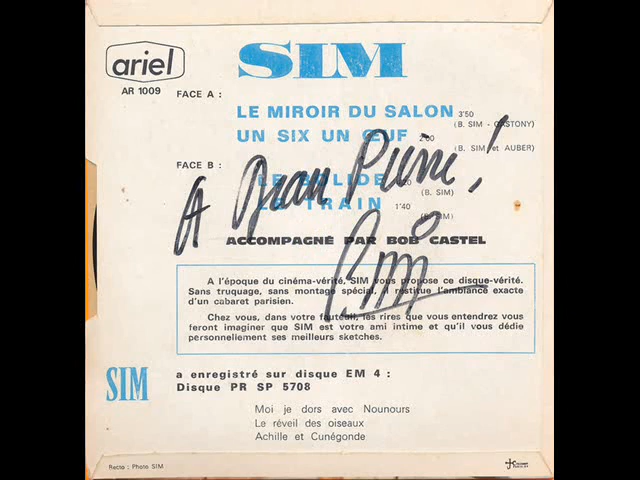 ariel
AR 1009
SIM
FACE A :
LE MIROIR DU SALON 3'50
(B. SIM - CASTONY)
UN SIX UN ŒUF
(B. SIM et AUBER)
FACE B :
LE BOLIDE
(B. SIM)
LE TRAIN 1'40
(B. SIM)
A Jean Pierre!
ACCOMPAGNÉ PAR BOB CASTEL
Sim
A l'époque du cinéma-vérité, SIM vous propose ce disque-vérité.
Sans truquage, sans montage spécial, il restitue l'ambiance exacte
d'un cabaret parisien.
Chez vous, dans votre fauteuil, les rires que vous entendrez vous
feront imaginer que SIM est votre ami intime et qu'il vous dédie
personnellement ses meilleurs sketches.
SIM
a enregistré sur disque EM 4 :
Disque PR SP 5708
Moi je dors avec Nounours
Le réveil des oiseaux
Achille et Cunégonde
Recto : Photo SIM